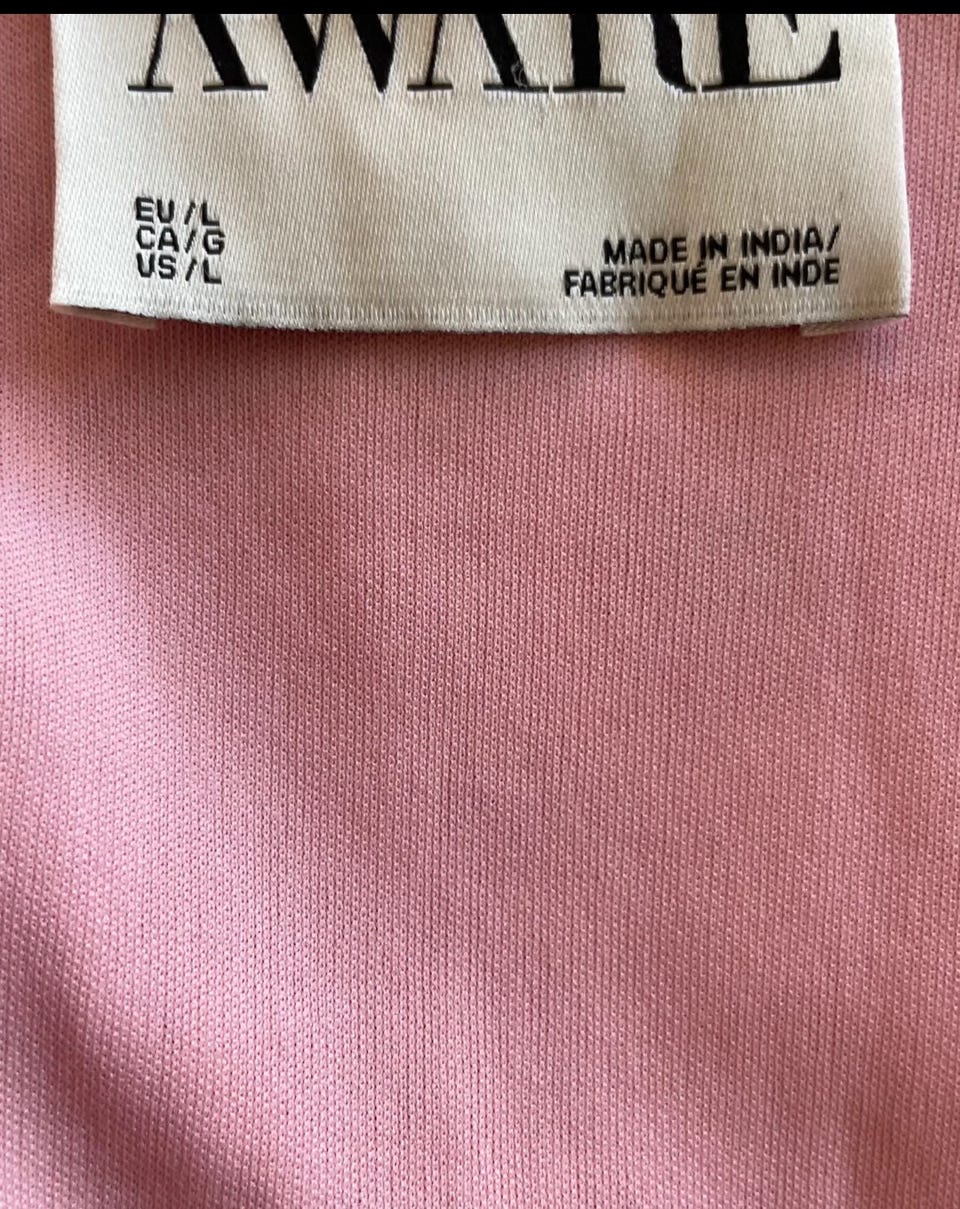 AWARE
EU/L
CA/G
US/L
MADE IN INDIA/
FABRIQUÉ EN INDE